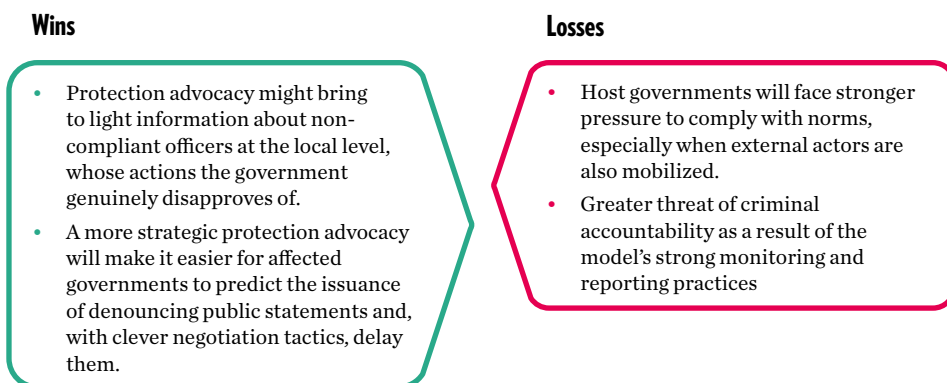 Wins
• Protection advocacy might bring
to light information about non-
compliant officers at the local level,
whose actions the government
genuinely disapproves of.
• A more strategic protection advocacy
will make it easier for affected
governments to predict the issuance
of denouncing public statements and,
with clever negotiation tactics, delay
them.
Losses
• Host governments will face stronger
pressure to comply with norms,
especially when external actors are
also mobilized.
• Greater threat of criminal
accountability as a result of the
model’s strong monitoring and
reporting practices